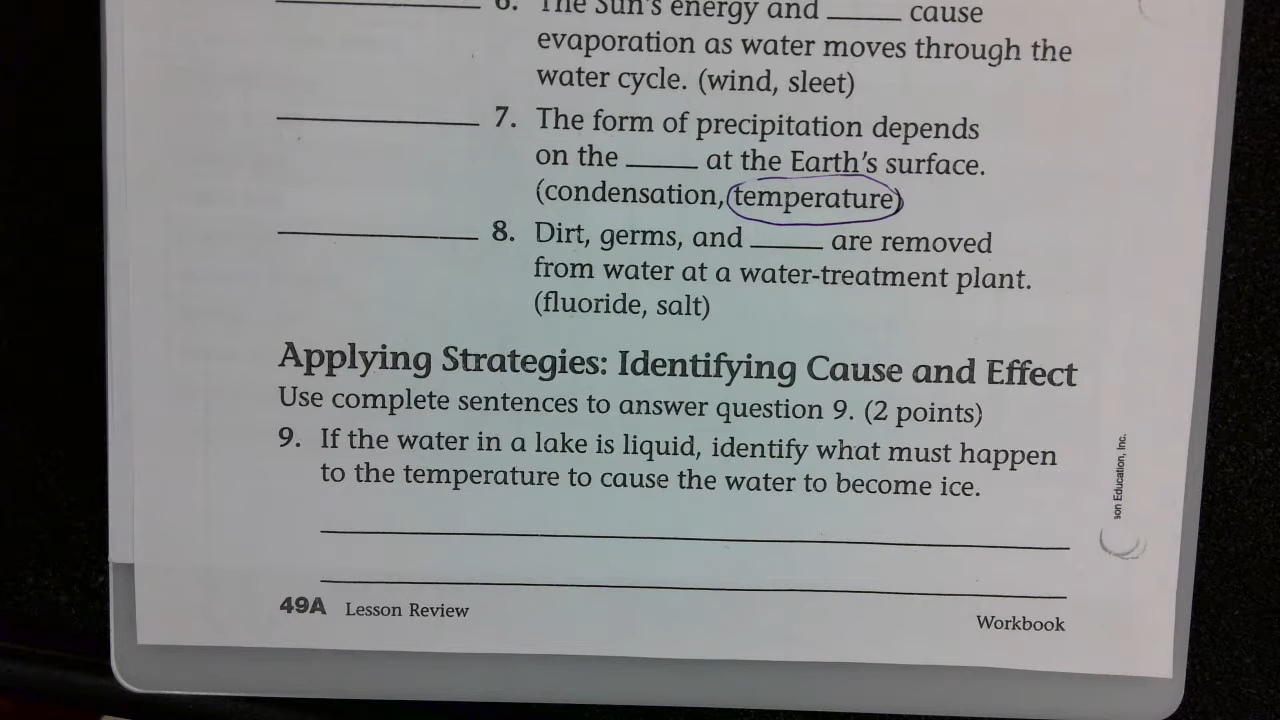 6. The Sun's energy and _____ cause
evaporation as water moves through the
water cycle. (wind, sleet)
7. The form of precipitation depends
on the _____ at the Earth's surface.
(condensation, temperature)
8. Dirt, germs, and _____ are removed
from water at a water-treatment plant.
(fluoride, salt)
Applying Strategies: Identifying Cause and Effect
Use complete sentences to answer question 9. (2 points)
9. If the water in a lake is liquid, identify what must happen
to the temperature to cause the water to become ice.
49A Lesson Review
Workbook
son Education, Inc.